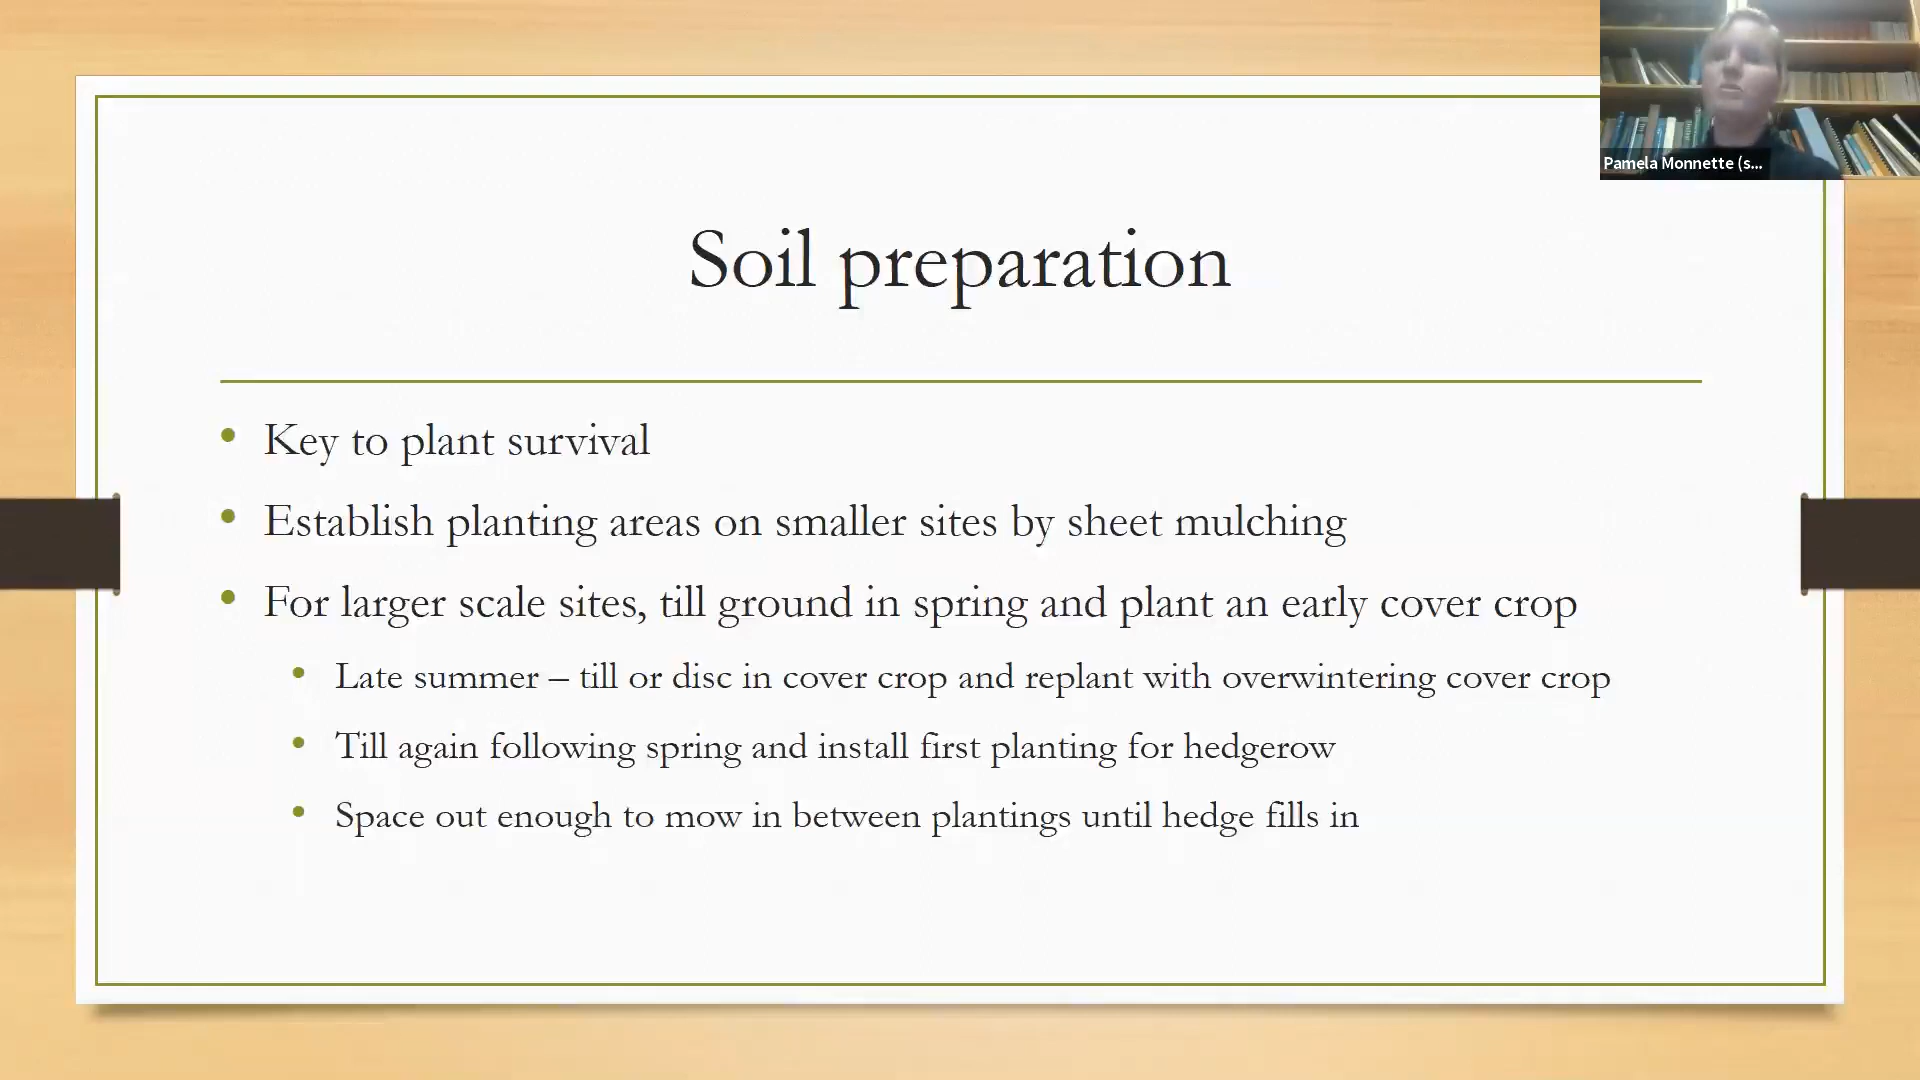 Pamela Monnette (s...
Soil preparation
• Key to plant survival
• Establish planting areas on smaller sites by sheet mulching
• For larger scale sites, till ground in spring and plant an early cover crop
• Late summer – till or disc in cover crop and replant with overwintering cover crop
• Till again following spring and install first planting for hedgerow
• Space out enough to mow in between plantings until hedge fills in